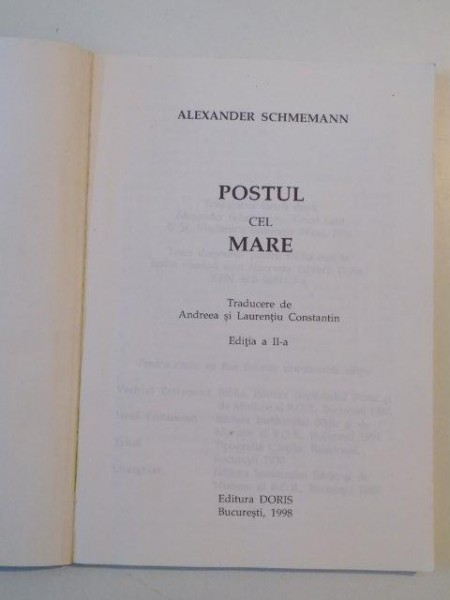 ALEXANDER SCHMEMANN
POSTUL
CEL
MARE
Traducere de
Andreea și Laurențiu Constantin
Ediția a II-a
Editura DORIS
București, 1998